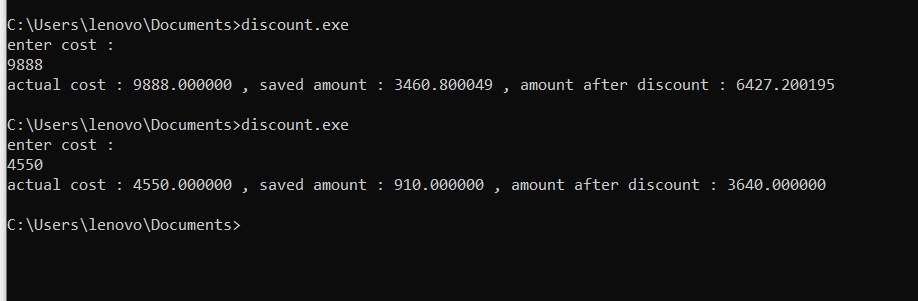 C:\Users\lenovo\Documents>discount.exe
enter cost :
9888
actual cost : 9888.000000 , saved amount : 3460.800049 , amount after discount : 6427.200195
C:\Users\lenovo\Documents>discount.exe
enter cost :
4550
actual cost : 4550.000000 , saved amount : 910.000000 , amount after discount : 3640.000000
C:\Users\lenovo\Documents>